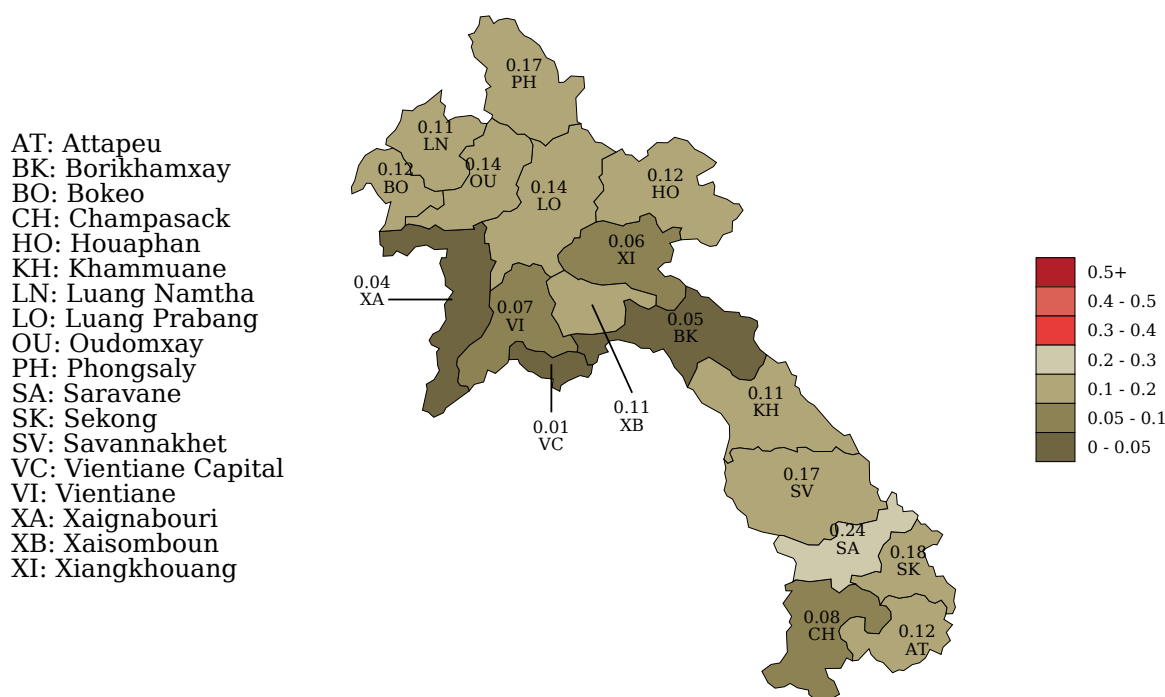 AT: Attapeu
BK: Borikhamxay
BO: Bokeo
CH: Champasack
HO: Houaphan
KH: Khammuane
LN: Luang Namtha
LO: Luang Prabang
OU: Oudomxay
PH: Phongsaly
SA: Saravane
SK: Sekong
SV: Savannakhet
VC: Vientiane Capital
VI: Vientiane
XA: Xaignabouri
XB: Xaisomboun
XI: Xiangkhouang
0.17
PH
0.11
LN
0.12
BO
0.14
OU
0.14
LO
0.12
HO
0.06
XI
0.04
XA
0.07
VI
0.05
BK
0.01
VC
0.11
XB
0.11
KH
0.17
SV
0.24
SA
0.18
SK
0.08
CH
0.12
AT
0.5+
0.4 - 0.5
0.3 - 0.4
0.2 - 0.3
0.1 - 0.2
0.05 - 0.1
0 - 0.05